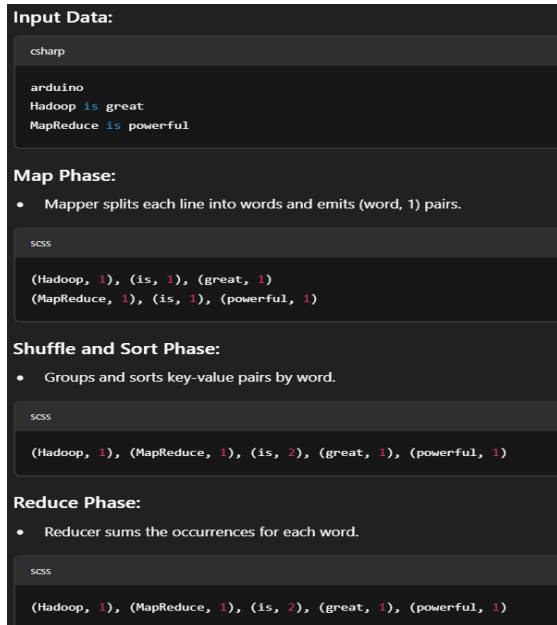 Input Data:
csharp
arduino
Hadoop is great
MapReduce is powerful
Map Phase:
• Mapper splits each line into words and emits (word, 1) pairs.
scss
(Hadoop, 1), (is, 1), (great, 1)
(MapReduce, 1), (is, 1), (powerful, 1)
Shuffle and Sort Phase:
• Groups and sorts key-value pairs by word.
scss
(Hadoop, 1), (MapReduce, 1), (is, 2), (great, 1), (powerful, 1)
Reduce Phase:
• Reducer sums the occurrences for each word.
scss
(Hadoop, 1), (MapReduce, 1), (is, 2), (great, 1), (powerful, 1)